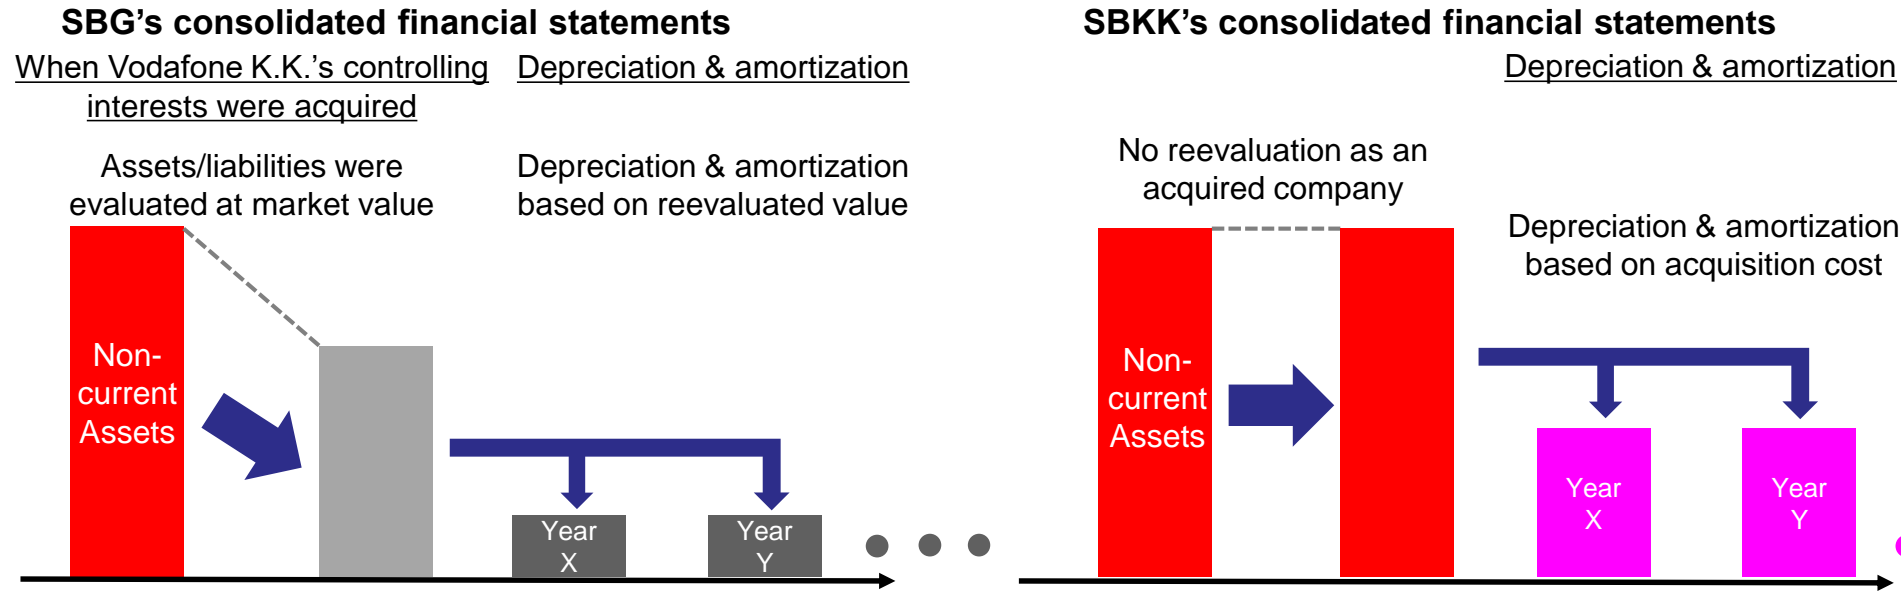 SBG's consolidated financial statements
When Vodafone K.K.'s controlling
interests were acquired
Depreciation & amortization
Assets/liabilities were
evaluated at market value
Depreciation & amortization
based on reevaluated value
Non-
current
Assets
Year
X
Year
Y
SBKK's consolidated financial statements
Depreciation & amortization
No reevaluation as an
acquired company
Depreciation & amortization
based on acquisition cost
Non-
current
Assets
Year
X
Year
Y